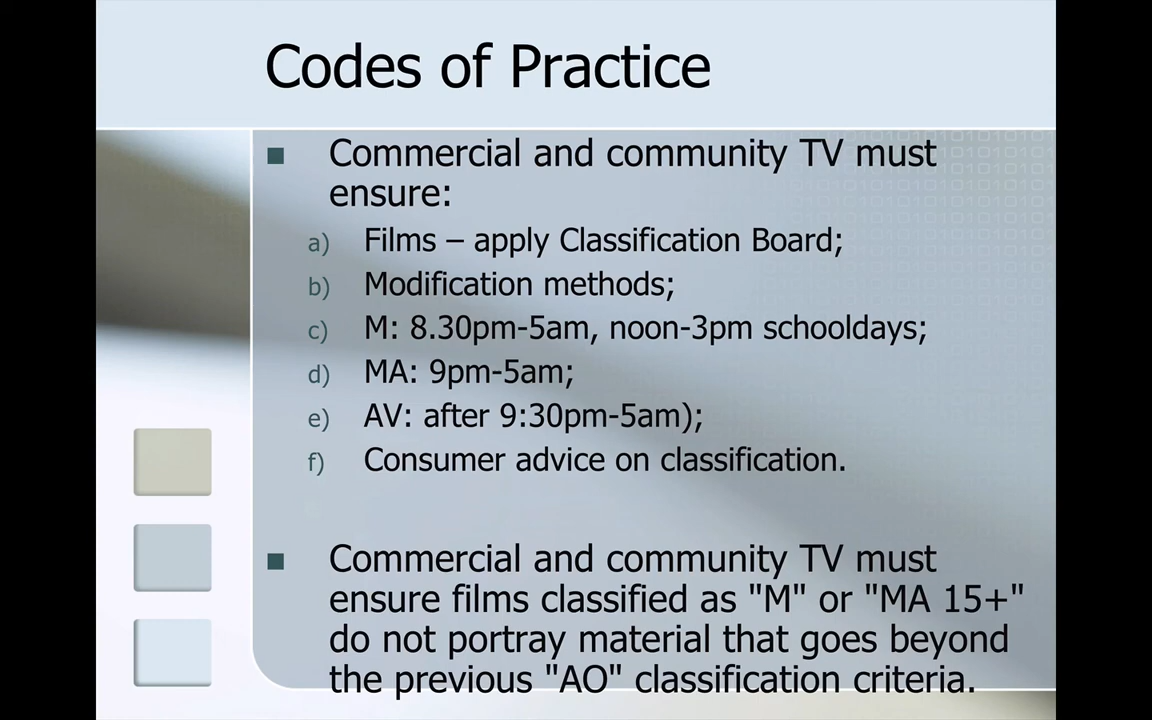 Codes of Practice
■ Commercial and community TV must
ensure:
a) Films – apply Classification Board;
b) Modification methods;
c) M: 8.30pm-5am, noon-3pm schooldays;
d) MA: 9pm-5am;
e) AV: after 9:30pm-5am);
f) Consumer advice on classification.
■ Commercial and community TV must
ensure films classified as "M" or "MA 15+"
do not portray material that goes beyond
the previous "AO" classification criteria.